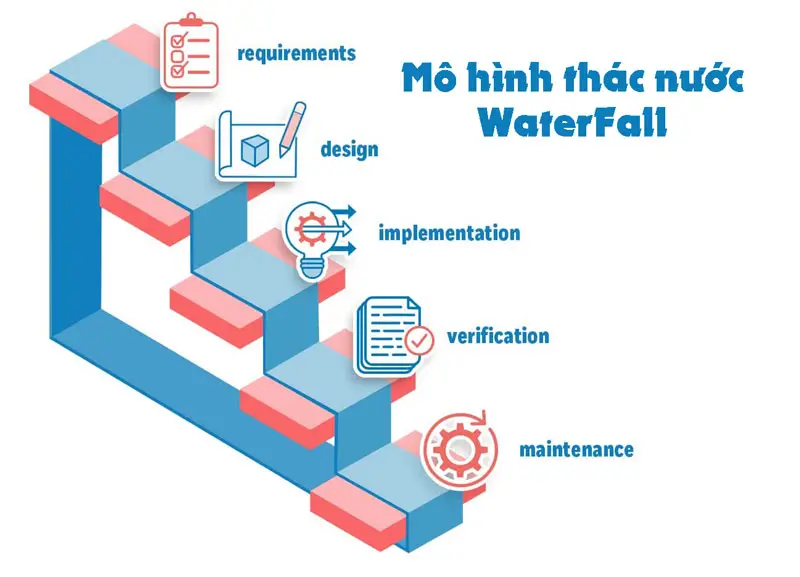 requirements
Mô hình thác nước
WaterFall
design
implementation
verification
maintenance